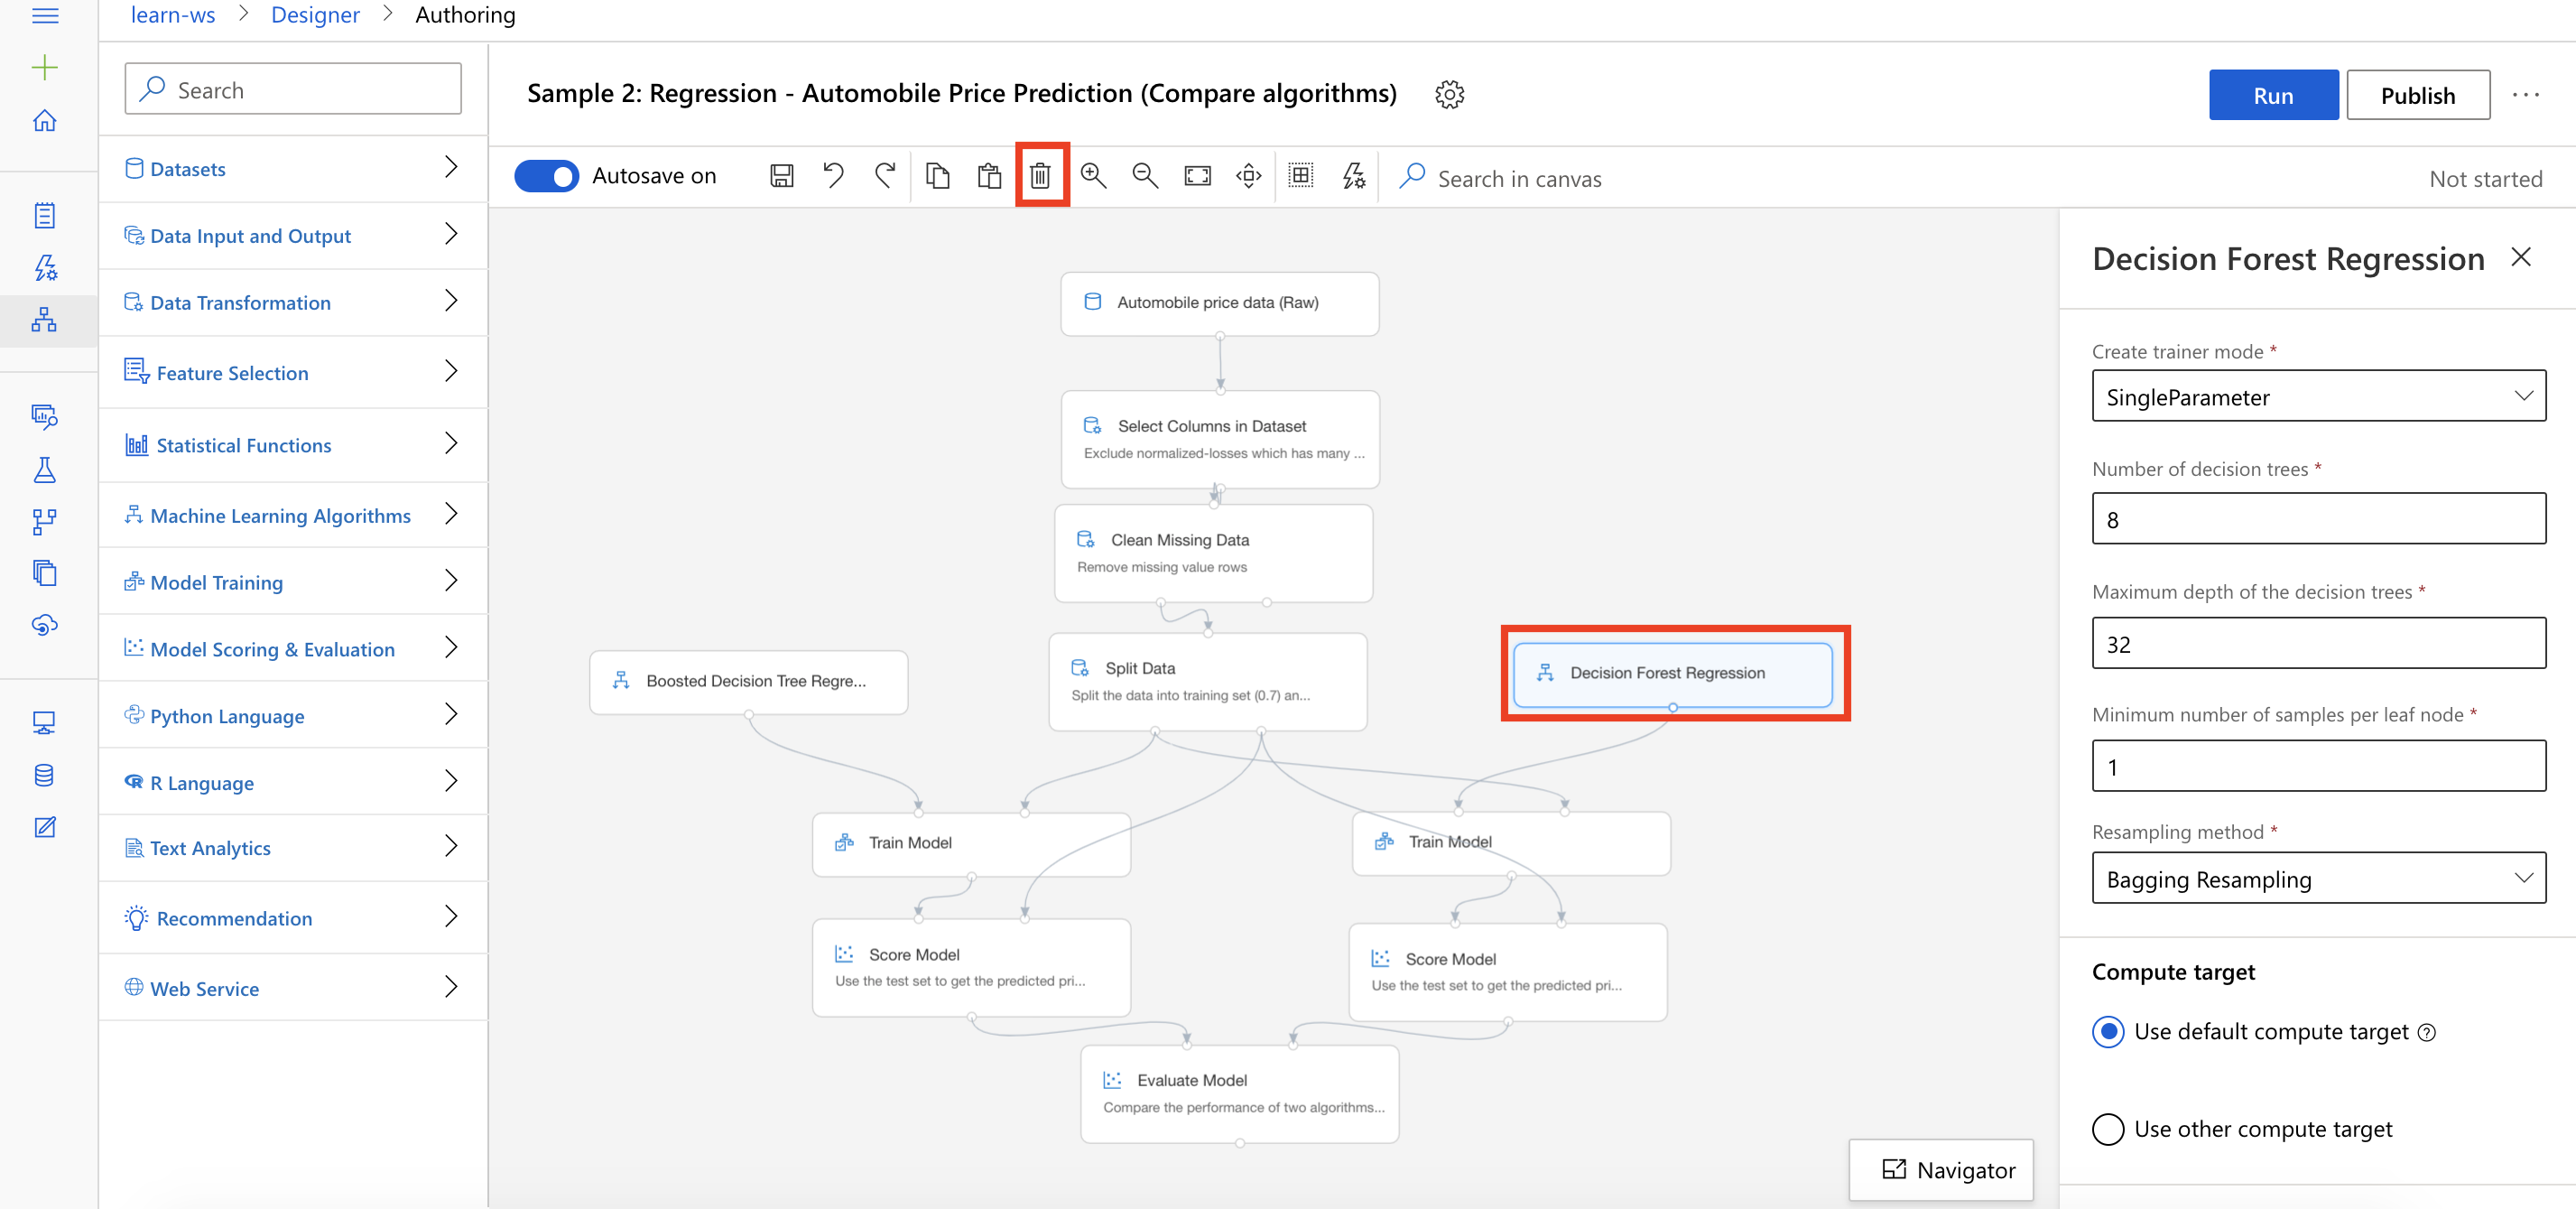 learn-ws > Designer > Authoring
Search
Sample 2: Regression - Automobile Price Prediction (Compare algorithms)
Run
Publish
...
Autosave on
Search in canvas
Not started
Datasets
Data Input and Output
Data Transformation
Feature Selection
Statistical Functions
Machine Learning Algorithms
Model Training
Model Scoring & Evaluation
Python Language
R Language
Text Analytics
Recommendation
Web Service
Automobile price data (Raw)
Select Columns in Dataset
Exclude normalized-losses which has many ...
Clean Missing Data
Remove missing value rows
Boosted Decision Tree Regre...
Split Data
Split the data into training set (0.7) an...
Decision Forest Regression
Train Model
Train Model
Score Model
Use the test set to get the predicted pri...
Score Model
Use the test set to get the predicted pri...
Evaluate Model
Compare the performance of two algorithms...
Navigator
Decision Forest Regression
Create trainer mode *
SingleParameter
Number of decision trees *
8
Maximum depth of the decision trees *
32
Minimum number of samples per leaf node *
1
Resampling method *
Bagging Resampling
Compute target
Use default compute target
Use other compute target